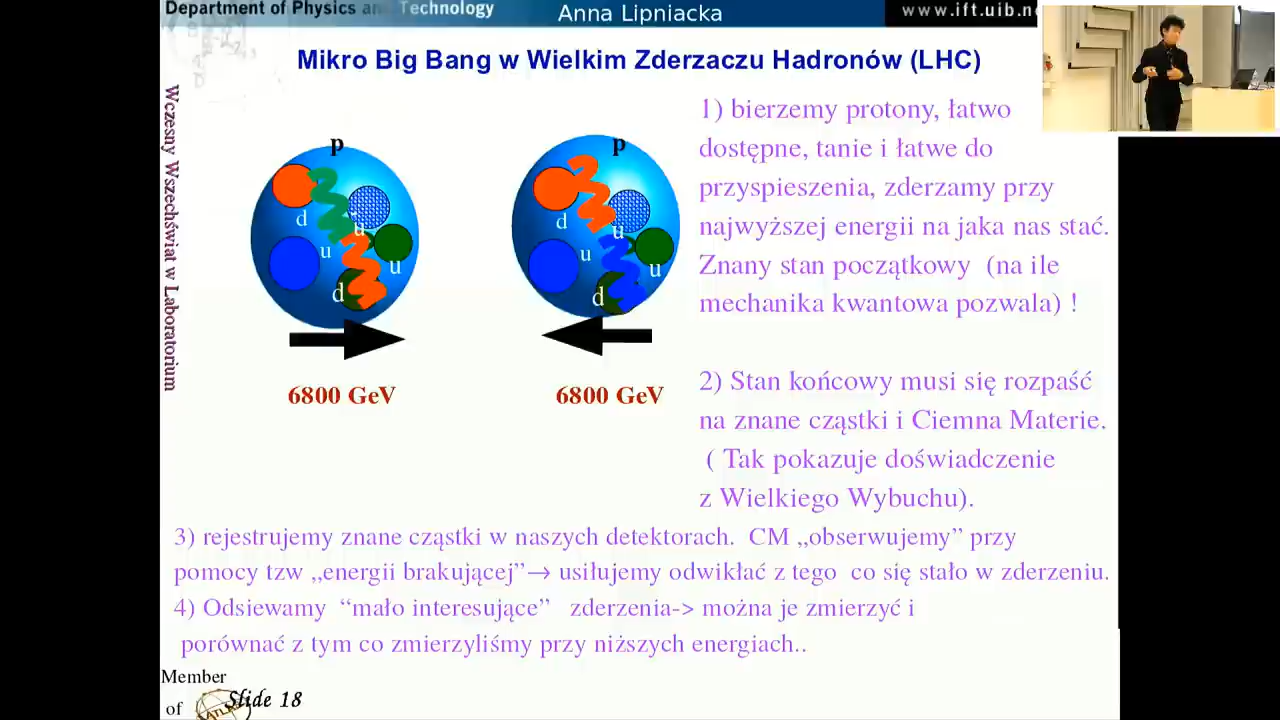 Department of Physics an Technology
Anna Lipniacka
www.ift.uib.n
Mikro Big Bang w Wielkim Zderzaczu Hadronów (LHC)
Wczesny Wszechświat w Laboratorium
p
d
u
u
u
d
6800 GeV
p
d
u
u
u
d
6800 GeV
1) bierzemy protony, łatwo
dostępne, tanie i łatwe do
przyspieszenia, zderzamy przy
najwyższej energii na jaka nas stać.
Znany stan początkowy (na ile
mechanika kwantowa pozwala) !
2) Stan końcowy musi się rozpaść
na znane cząstki i Ciemna Materie.
( Tak pokazuje doświadczenie
z Wielkiego Wybuchu).
3) rejestrujemy znane cząstki w naszych detektorach. CM „obserwujemy” przy
pomocy tzw „energii brakującej”→ usiłujemy odwikłać z tego co się stało w zderzeniu.
4) Odsiewamy “mało interesujące” zderzenia-> można je zmierzyć i
porównać z tym co zmierzyliśmy przy niższych energiach..
Member
of
Slide 18